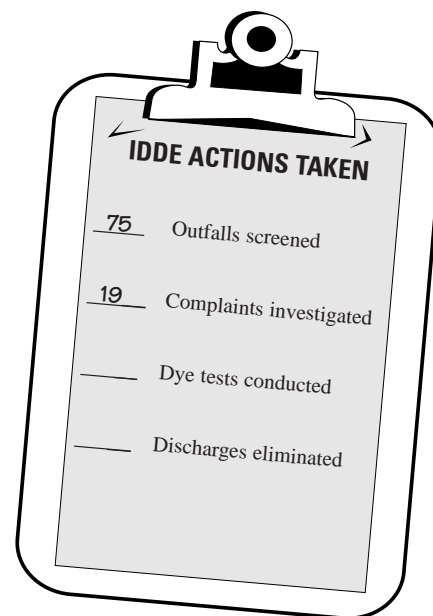 IDDE ACTIONS TAKEN
75 Outfalls screened
19 Complaints investigated
Dye tests conducted
Discharges eliminated